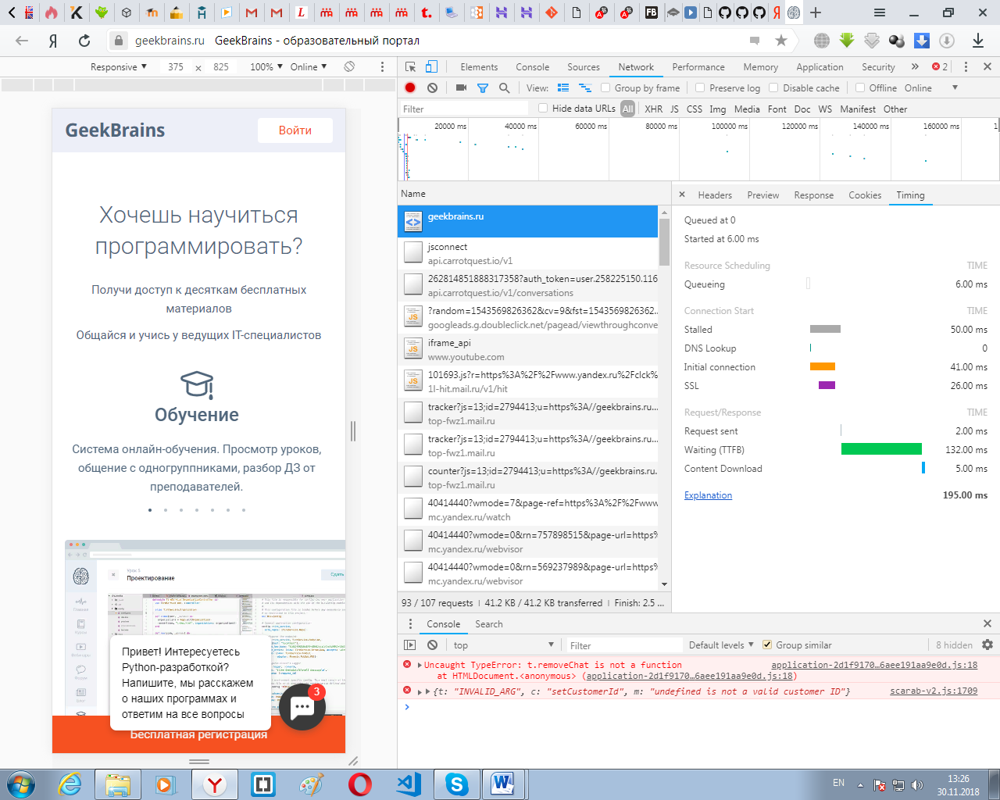 geekbrains.ru GeekBrains - образовательный портал
Responsive 375 x 825 100% Online
Elements Console Sources Network Performance Memory Application Security » 2
View: Group by frame Preserve log Disable cache Offline Online
Filter Hide data URLs All XHR JS CSS Img Media Font Doc WS Manifest Other
20000 ms 40000 ms 60000 ms 80000 ms 100000 ms 120000 ms 140000 ms 160000 ms 1
GeekBrains
Войти
Хочешь научиться
программировать?
Получи доступ к десяткам бесплатных
материалов
Общайся и учись у ведущих IT-специалистов
Обучение
Система онлайн-обучения. Просмотр уроков,
общение с одногруппниками, разбор ДЗ от
преподавателей.
Проектирование
Привет! Интересуетесь
Python-разработкой?
Напишите, мы расскажем
о наших программах и
ответим на все вопросы
3
Бесплатная регистрация
Name
geekbrains.ru
jsconnect
api.carrotquest.io/v1
262814851888317358?auth_token=user.258225150.116
api.carrotquest.io/v1/conversations
?random=1543569826362&cv=9&fst=1543569826362...
googleads.g.doubleclick.net/pagead/viewthroughconve
iframe_api
www.youtube.com
101693.js?r=https%3A%2F%2Fwww.yandex.ru%2Fclck%
1l-hit.mail.ru/v1/hit
tracker?js=13;id=2794413;u=https%3A//geekbrains.ru...
top-fwz1.mail.ru
tracker?js=13;id=2794413;u=https%3A//geekbrains.ru...
top-fwz1.mail.ru
counter?js=13;id=2794413;u=https%3A//geekbrains.ru.
top-fwz1.mail.ru
40414440?wmode=7&page-ref=https%3A%2F%2Fwww
mc.yandex.ru/watch
40414440?wmode=0&rn=757898515&page-url=https%
mc.yandex.ru/webvisor
40414440?wmode=0&rn=569237989&page-url=https%
mc.yandex.ru/webvisor
93 / 107 requests | 41.2 KB / 41.2 KB transferred | Finish: 2.5 ...
× Headers Preview Response Cookies Timing
Queued at 0
Started at 6.00 ms
Resource Scheduling TIME
Queueing 6.00 ms
Connection Start TIME
Stalled 50.00 ms
DNS Lookup 0
Initial connection 41.00 ms
SSL 26.00 ms
Request/Response TIME
Request sent 2.00 ms
Waiting (TTFB) 132.00 ms
Content Download 5.00 ms
Explanation 195.00 ms
Console Search
top Filter Default levels Group similar 8 hidden
Uncaught TypeError: t.removeChat is not a function application-2d1f9170…6aee191aa9e0d.js:18
at HTMLDocument.<anonymous> (application-2d1f9170…6aee191aa9e0d.js:18)
{t: "INVALID_ARG", c: "setCustomerId", m: "undefined is not a valid customer ID"} scarab-v2.js:1709
EN
13:26
30.11.2018